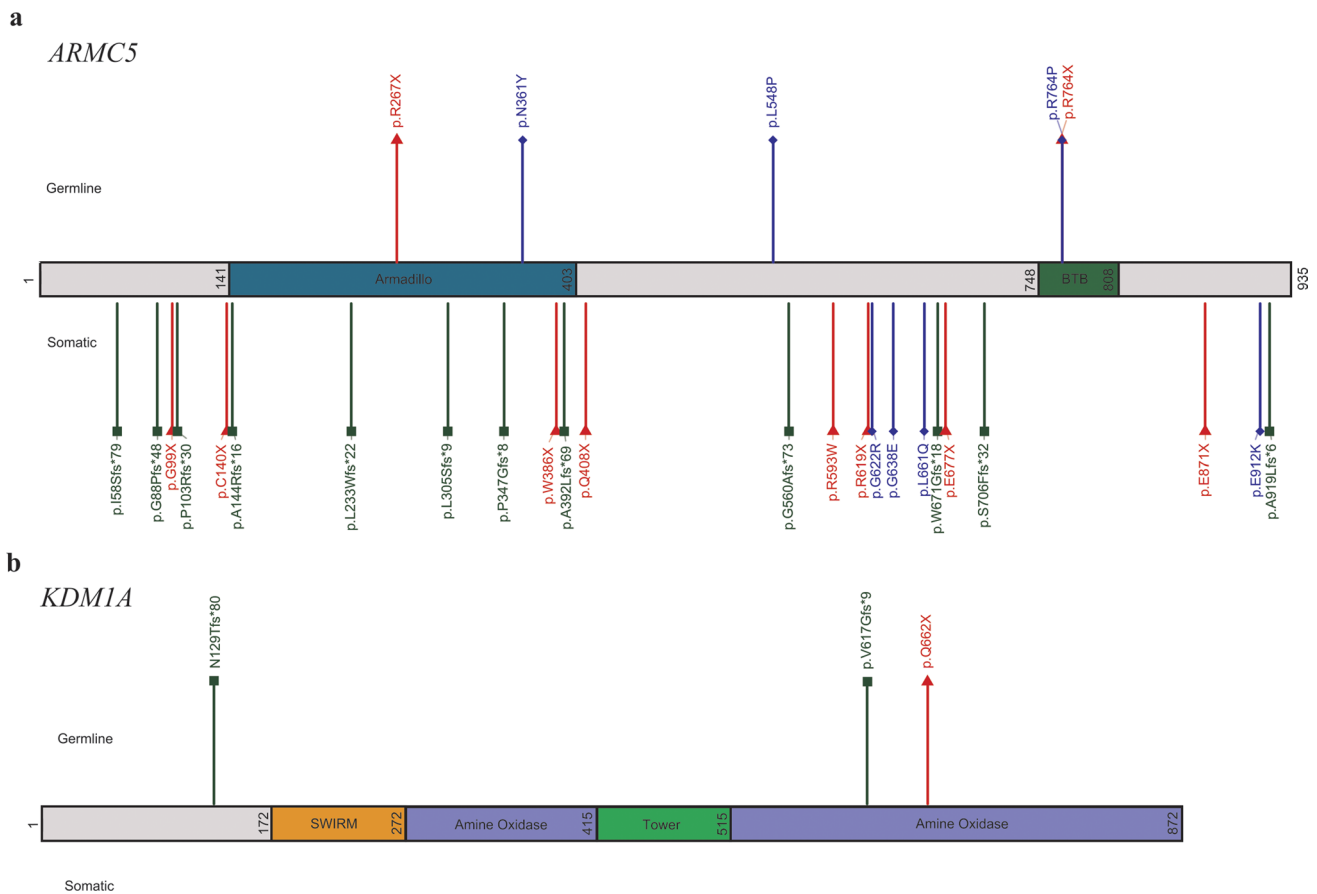 a
ARMC5
p.R267X
p.N361Y
p.L548P
p.R764P
p.R764X
Germline
1
141
Armadillo
403
748
BTB
808
935
Somatic
p.I58Sfs*79
p.G88Pfs*48
p.G99X
p.P103Rfs*30
p.C140X
p.A144Rfs*16
p.L233Wfs*22
p.L305Sfs*9
p.P347Gfs*8
p.W386X
p.A392Lfs*69
p.Q408X
p.G560Afs*73
p.R593W
p.R619X
p.G622R
p.G638E
p.L661Q
p.W671Gfs*18
p.E677X
p.S706Ffs*32
p.E871X
p.E912K
p.A919Lfs*6
b
KDM1A
N129Tfs*80
p.V617Gfs*9
p.Q662X
Germline
1
172
SWIRM
272
Amine Oxidase
415
Tower
515
Amine Oxidase
872
Somatic